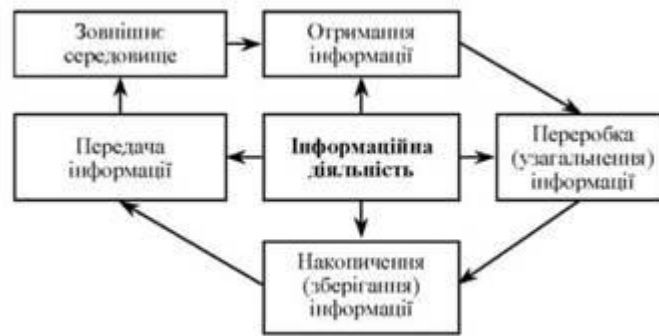 Зовнішнє
середовище
Отримання
інформації
Передача
інформації
Інформаційна
діяльність
Переробка
(узагальнення)
інформації
Накопичення
(зберігання)
інформації